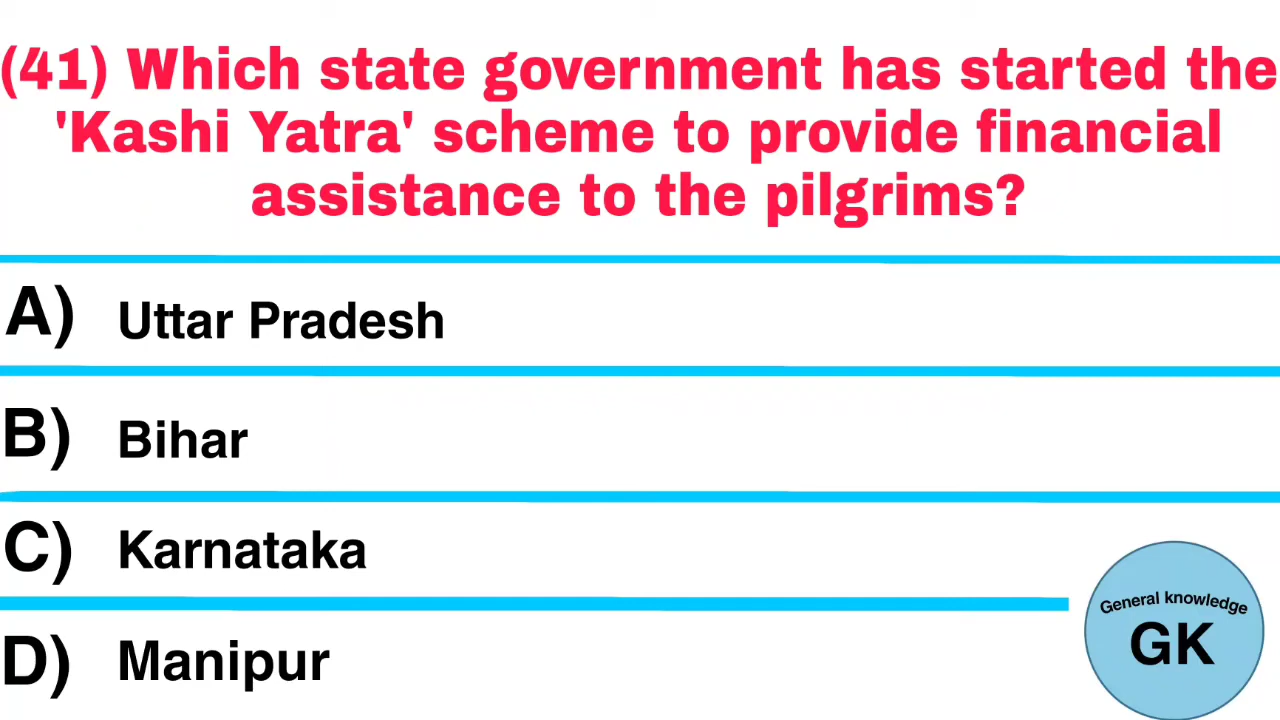 (41) Which state government has started the
'Kashi Yatra' scheme to provide financial
assistance to the pilgrims?
A) Uttar Pradesh
B) Bihar
C) Karnataka
D) Manipur
General knowledge
GK